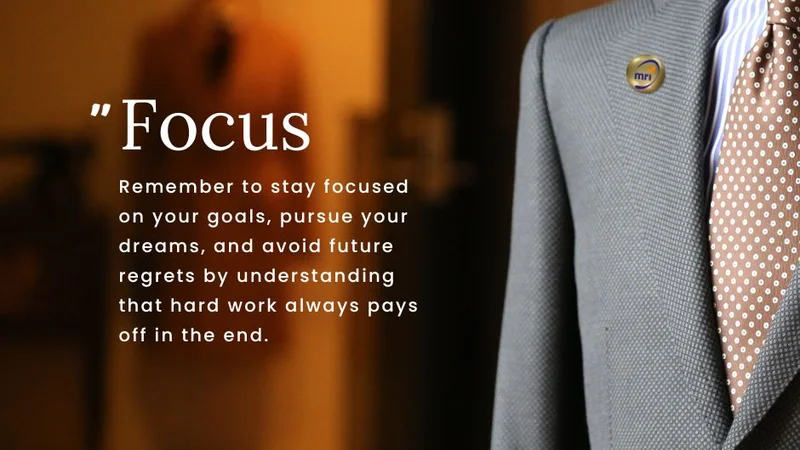 " Focus
Remember to stay focused
on your goals, pursue your
dreams, and avoid future
regrets by understanding
that hard work always pays
off in the end.
mri